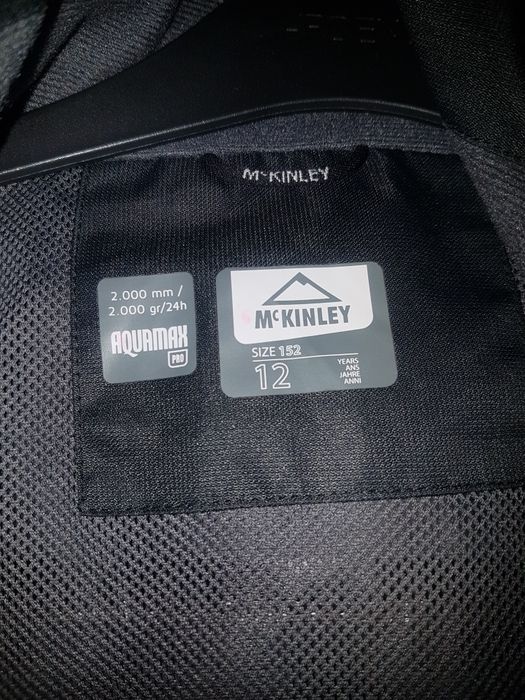 McKINLEY
2.000 mm /
2.000 gr/24h
AQUAMAX
PRO
McKINLEY
SIZE 152
12
YEARS
ANS
JAHRE
ANNI